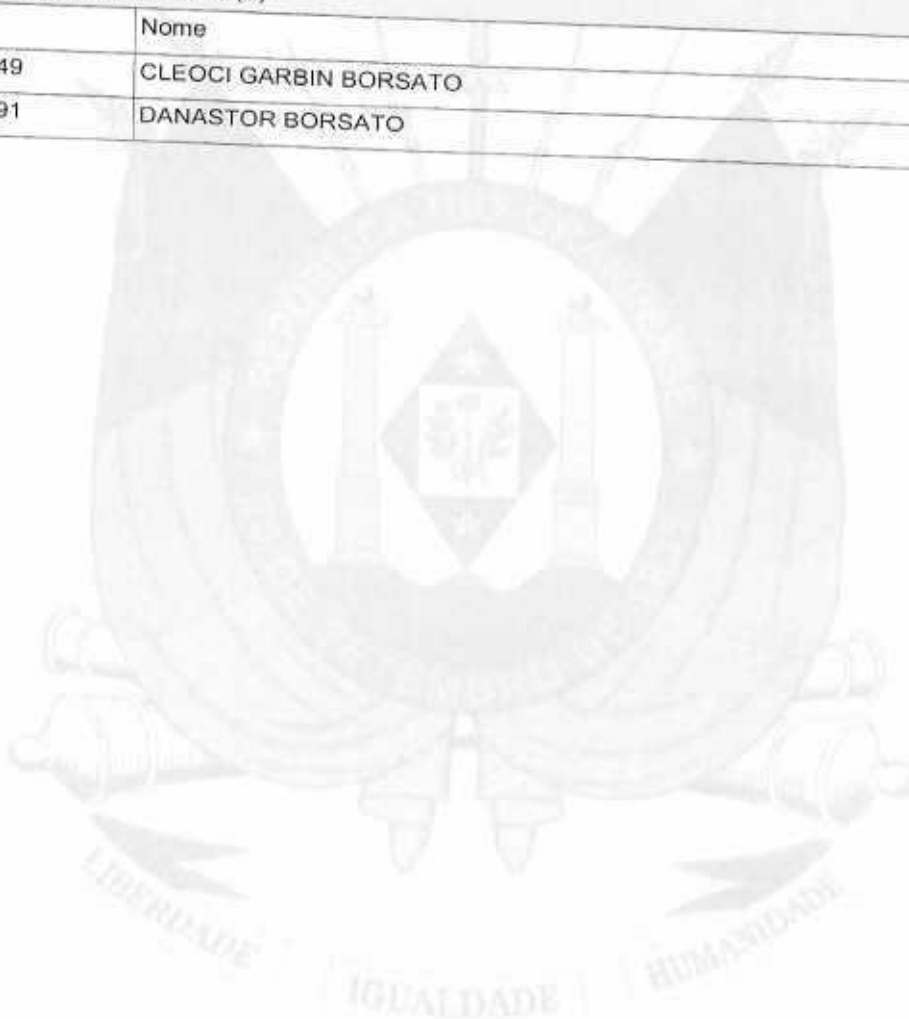 Nome
49 CLEOCI GARBIN BORSATO
91 DANASTOR BORSATO
LIBERDADE IGUALDADE HUMANIDADE